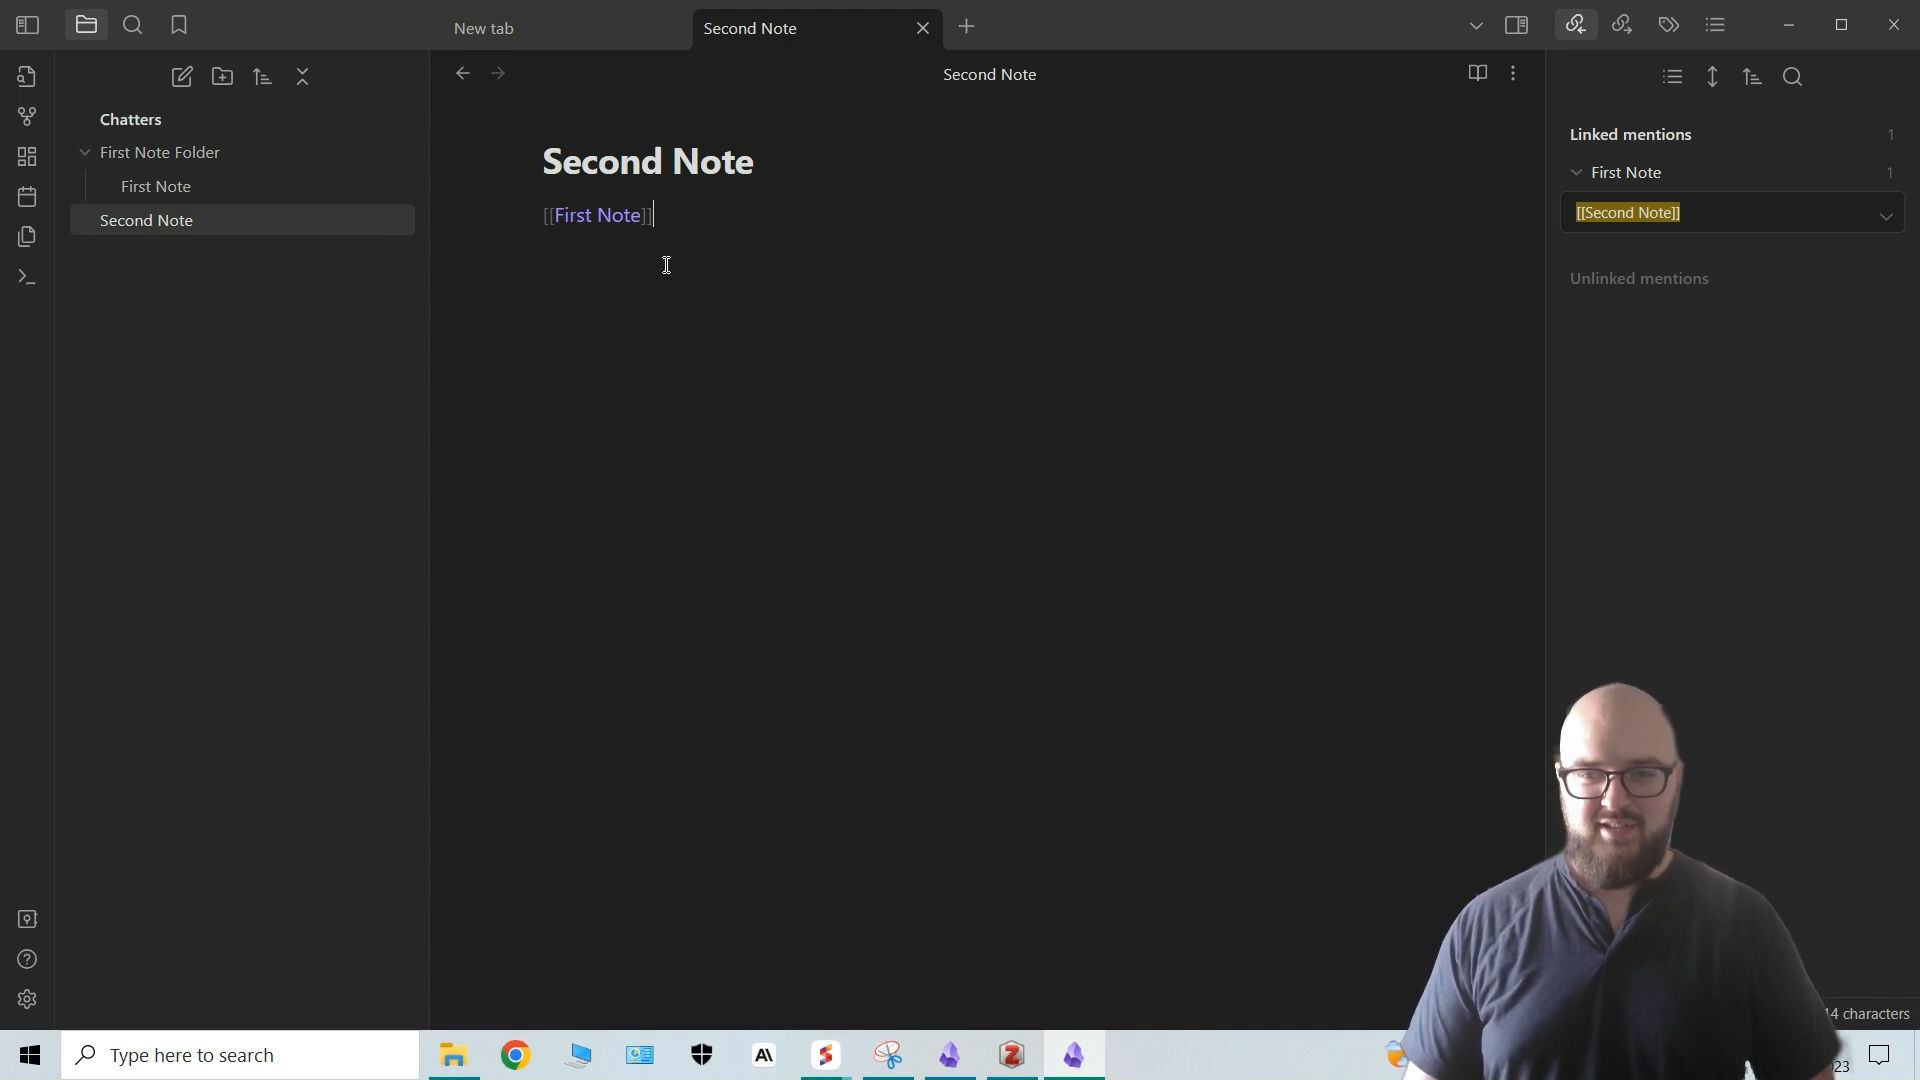 New tab
Second Note
Second Note
Chatters
First Note Folder
First Note
Second Note
Second Note
[[First Note]]
Linked mentions 1
First Note 1
[[Second Note]]
Unlinked mentions
14 characters
Type here to search
23